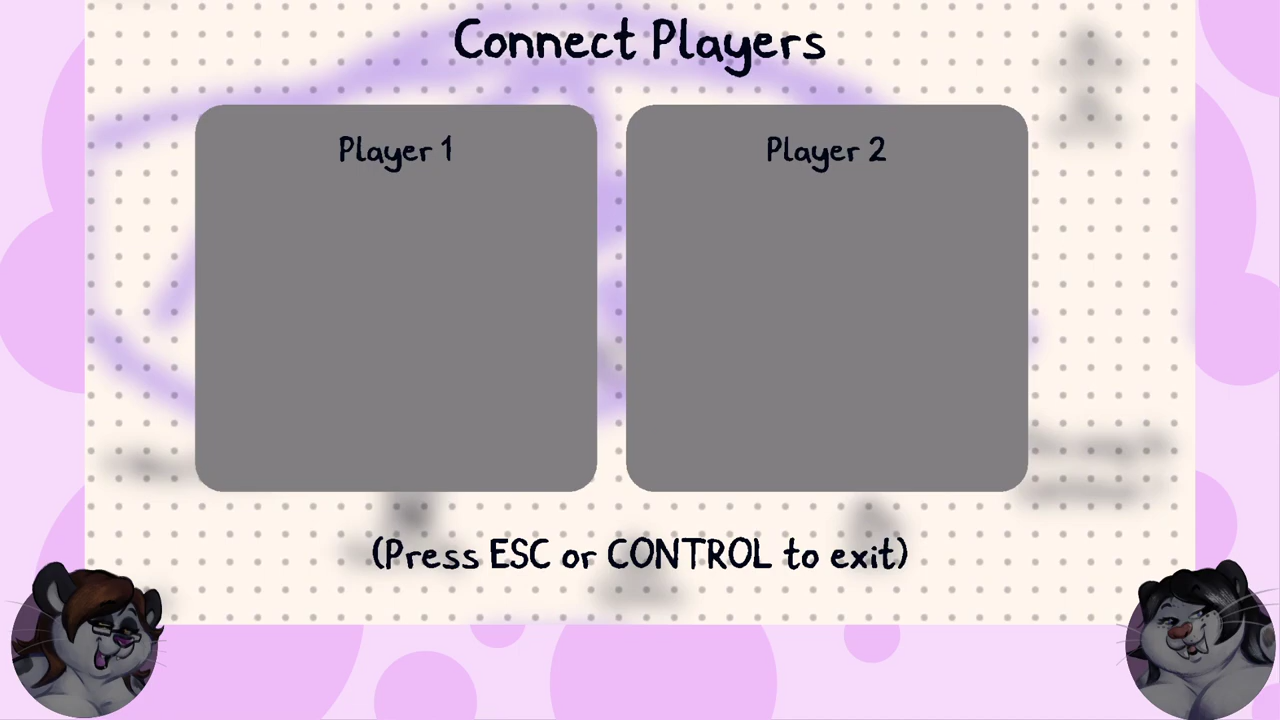 Connect Players
Player 1
Player 2
(Press ESC or CONTROL to exit)